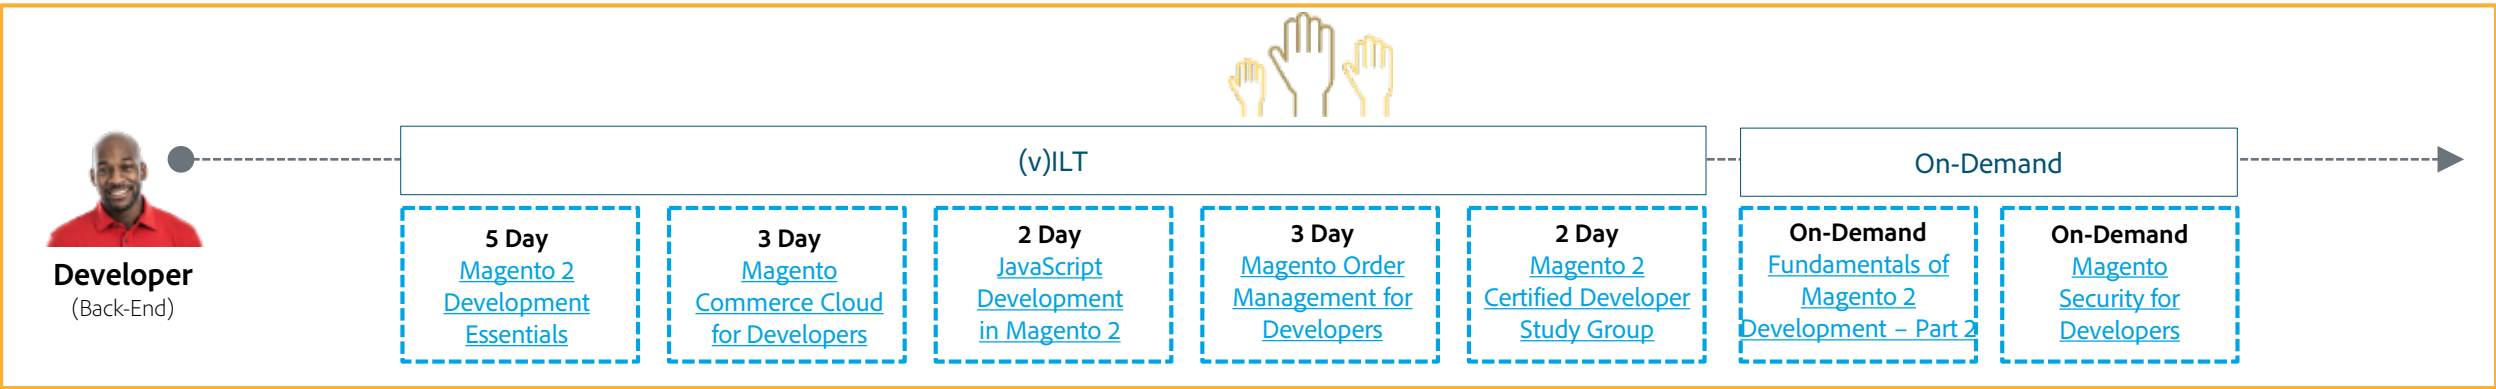 (v)ILT
On-Demand
Developer
(Back-End)
5 Day
Magento 2
Development
Essentials
3 Day
Magento
Commerce Cloud
for Developers
2 Day
JavaScript
Development
in Magento 2
3 Day
Magento Order
Management for
Developers
2 Day
Magento 2
Certified Developer
Study Group
On-Demand
Fundamentals of
Magento 2
Development – Part 2
On-Demand
Magento
Security for
Developers